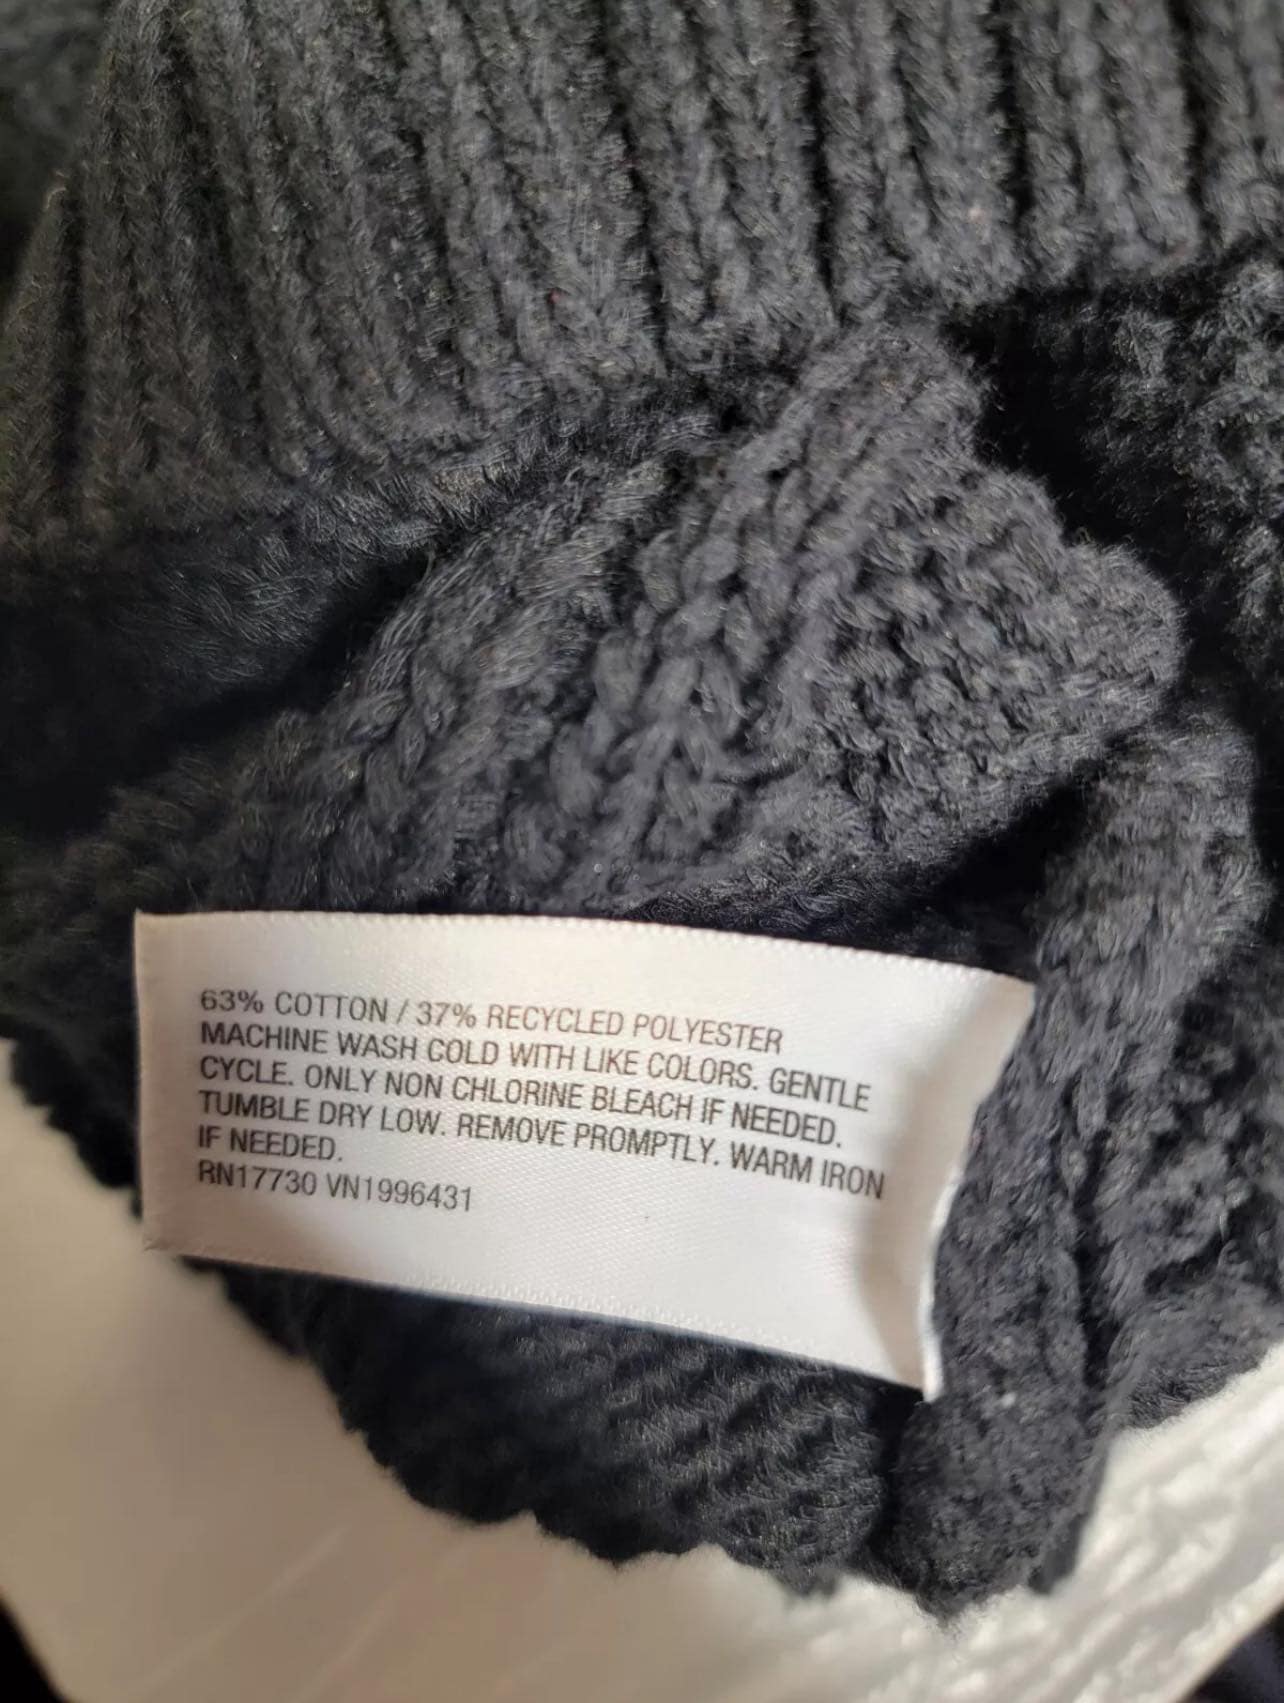 63% COTTON / 37% RECYCLED POLYESTER
MACHINE WASH COLD WITH LIKE COLORS. GENTLE
CYCLE. ONLY NON CHLORINE BLEACH IF NEEDED.
TUMBLE DRY LOW. REMOVE PROMPTLY. WARM IRON
IF NEEDED.
RN17730 VN1996431